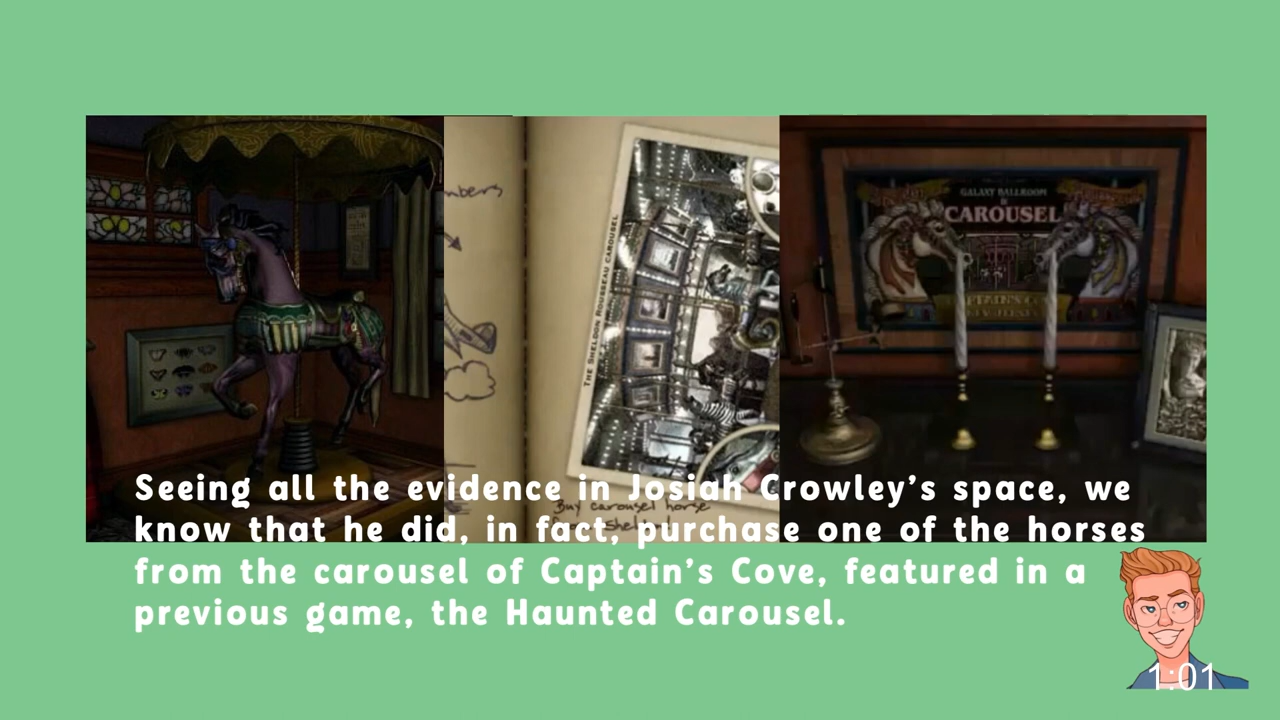 GALAXY BALLROOM
&
CAROUSEL
mbers
THE SHELDON ROUSSEAU CAROUSEL
Buy carousel horse
Seeing all the evidence in Josiah Crowley's space, we
know that he did, in fact, purchase one of the horses
from the carousel of Captain's Cove, featured in a
previous game, the Haunted Carousel.
1:01